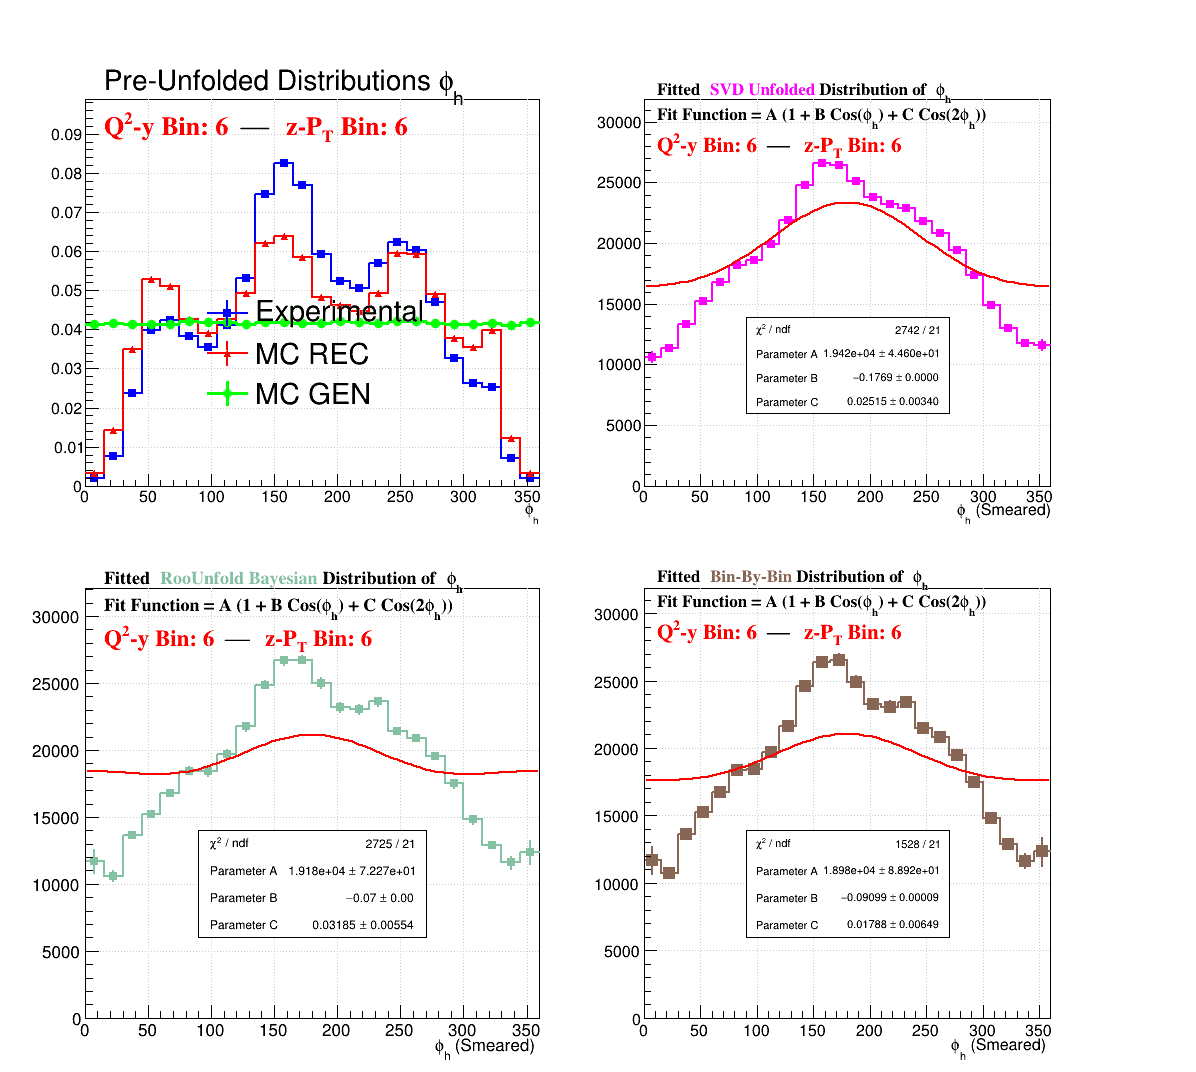 Pre-Unfolded Distributions ϕh
Q²-y Bin: 6 — z-PT Bin: 6
0.09
0.08
0.07
0.06
0.05
0.04
0.03
0.02
0.01
0
Experimental
MC REC
MC GEN
0 50 100 150 200 250 300 350
ϕh
Fitted SVD Unfolded Distribution of ϕh
Fit Function = A (1 + B Cos(ϕh) + C Cos(2ϕh))
Q²-y Bin: 6 — z-PT Bin: 6
30000
25000
20000
15000
10000
5000
0
χ² / ndf 2742 / 21
Parameter A 1.942e+04 ± 4.460e+01
Parameter B −0.1769 ± 0.0000
Parameter C 0.02515 ± 0.00340
0 50 100 150 200 250 300 350
ϕh (Smeared)
Fitted RooUnfold Bayesian Distribution of ϕh
Fit Function = A (1 + B Cos(ϕh) + C Cos(2ϕh))
Q²-y Bin: 6 — z-PT Bin: 6
30000
25000
20000
15000
10000
5000
0
χ² / ndf 2725 / 21
Parameter A 1.918e+04 ± 7.227e+01
Parameter B −0.07 ± 0.00
Parameter C 0.03185 ± 0.00554
0 50 100 150 200 250 300 350
ϕh (Smeared)
Fitted Bin-By-Bin Distribution of ϕh
Fit Function = A (1 + B Cos(ϕh) + C Cos(2ϕh))
Q²-y Bin: 6 — z-PT Bin: 6
30000
25000
20000
15000
10000
5000
0
χ² / ndf 1528 / 21
Parameter A 1.898e+04 ± 8.892e+01
Parameter B −0.09099 ± 0.00009
Parameter C 0.01788 ± 0.00649
0 50 100 150 200 250 300 350
ϕh (Smeared)